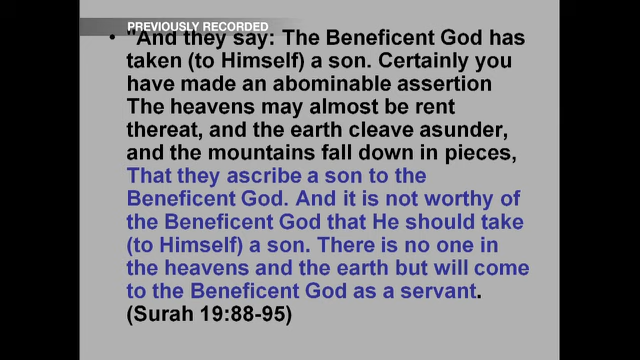 PREVIOUSLY RECORDED
• "And they say: The Beneficent God has
taken (to Himself) a son. Certainly you
have made an abominable assertion
The heavens may almost be rent
thereat, and the earth cleave asunder,
and the mountains fall down in pieces,
That they ascribe a son to the
Beneficent God. And it is not worthy of
the Beneficent God that He should take
(to Himself) a son. There is no one in
the heavens and the earth but will come
to the Beneficent God as a servant.
(Surah 19:88-95)